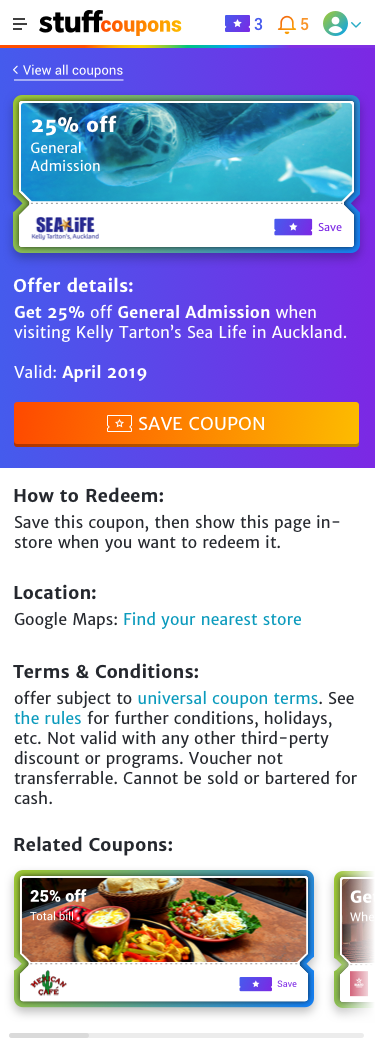 stuffcoupons
3
5
View all coupons
25% off
General
Admission
SEA LiFE
Kelly Tarlton's, Auckland
Save
Offer details:
Get 25% off General Admission when
visiting Kelly Tarton’s Sea Life in Auckland.
Valid: April 2019
SAVE COUPON
How to Redeem:
Save this coupon, then show this page in-
store when you want to redeem it.
Location:
Google Maps: Find your nearest store
Terms & Conditions:
offer subject to universal coupon terms. See
the rules for further conditions, holidays,
etc. Not valid with any other third-perty
discount or programs. Voucher not
transferrable. Cannot be sold or bartered for
cash.
Related Coupons:
25% off
Total bill
MEXICAN
CAFÉ
Save
Ge
Whe